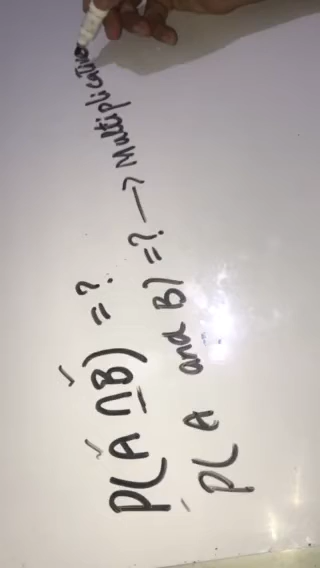 P(A ∩ B) = ?
P( A and B) = ? → Multiplication